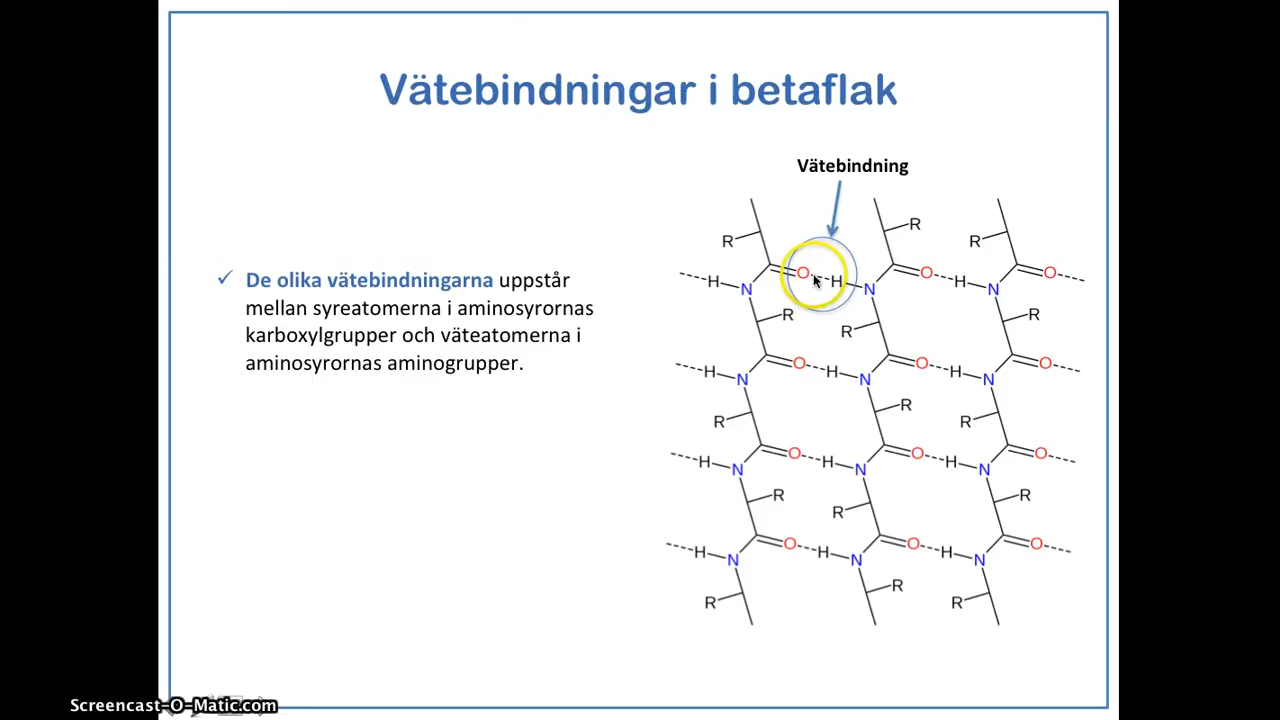 Vätebindningar i betaflak
Vätebindning
✓ De olika vätebindningarna uppstår
mellan syreatomerna i aminosyrornas
karboxylgrupper och väteatomerna i
aminosyrornas aminogrupper.
R R R
H N O H N O H N O
R R R
H N O H N O H N O
R R R
H N O H N O H N O
R R R
H N O H N O H N O
R R R
Screencast-O-Matic.com